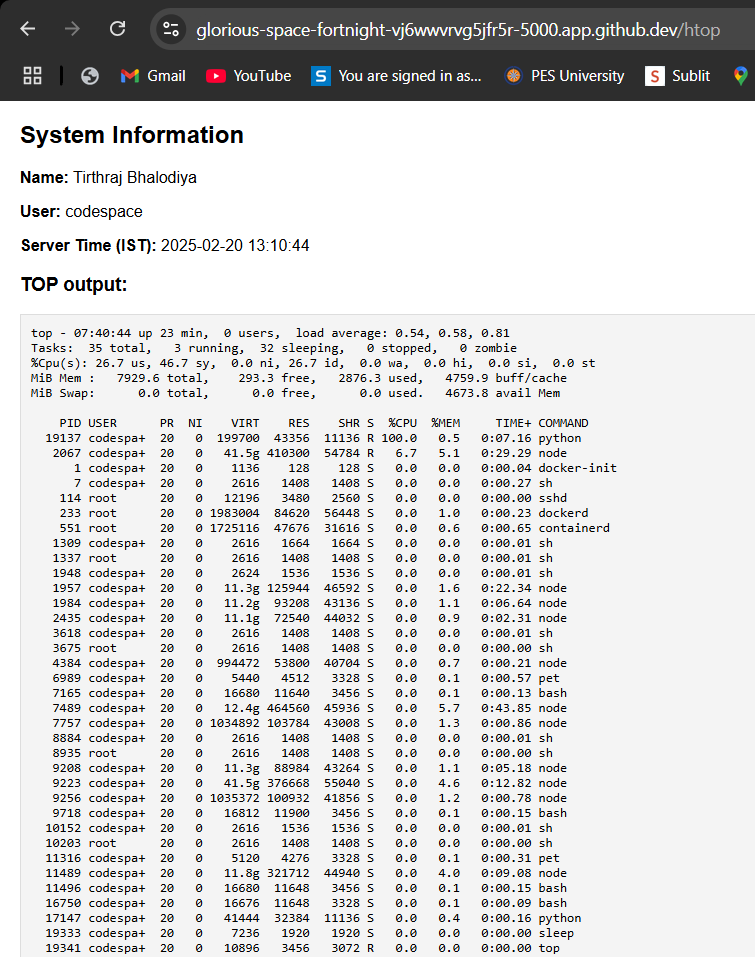 glorious-space-fortnight-vj6wwvrvg5jfr5r-5000.app.github.dev/htop
Gmail YouTube S You are signed in as... PES University S Sublit
System Information
Name: Tirthraj Bhalodiya
User: codespace
Server Time (IST): 2025-02-20 13:10:44
TOP output:
top - 07:40:44 up 23 min,  0 users,  load average: 0.54, 0.58, 0.81
Tasks:  35 total,   3 running,  32 sleeping,   0 stopped,   0 zombie
%Cpu(s): 26.7 us, 46.7 sy,  0.0 ni, 26.7 id,  0.0 wa,  0.0 hi,  0.0 si,  0.0 st
MiB Mem :   7929.6 total,    293.3 free,   2876.3 used,   4759.9 buff/cache
MiB Swap:      0.0 total,      0.0 free,      0.0 used.   4673.8 avail Mem
PID USER      PR  NI    VIRT    RES    SHR S  %CPU  %MEM     TIME+ COMMAND
19137 codespa+  20   0  199700  43356  11136 R 100.0   0.5   0:07.16 python
2067 codespa+  20   0   41.5g 410300  54784 R   6.7   5.1   0:29.29 node
1 codespa+  20   0    1136    128    128 S   0.0   0.0   0:00.04 docker-init
7 codespa+  20   0    2616   1408   1408 S   0.0   0.0   0:00.27 sh
114 root      20   0   12196   3480   2560 S   0.0   0.0   0:00.00 sshd
233 root      20   0 1983004  84620  56448 S   0.0   1.0   0:00.23 dockerd
551 root      20   0 1725116  47676  31616 S   0.0   0.6   0:00.65 containerd
1309 codespa+  20   0    2616   1664   1664 S   0.0   0.0   0:00.01 sh
1337 root      20   0    2616   1408   1408 S   0.0   0.0   0:00.01 sh
1948 codespa+  20   0    2624   1536   1536 S   0.0   0.0   0:00.01 sh
1957 codespa+  20   0   11.3g 125944  46592 S   0.0   1.6   0:22.34 node
1984 codespa+  20   0   11.2g  93208  43136 S   0.0   1.1   0:06.64 node
2435 codespa+  20   0   11.1g  72540  44032 S   0.0   0.9   0:02.31 node
3618 codespa+  20   0    2616   1408   1408 S   0.0   0.0   0:00.01 sh
3675 root      20   0    2616   1408   1408 S   0.0   0.0   0:00.00 sh
4384 codespa+  20   0  994472  53800  40704 S   0.0   0.7   0:00.21 node
6989 codespa+  20   0    5440   4512   3328 S   0.0   0.1   0:00.57 pet
7165 codespa+  20   0   16680  11640   3456 S   0.0   0.1   0:00.13 bash
7489 codespa+  20   0   12.4g 464560  45936 S   0.0   5.7   0:43.85 node
7757 codespa+  20   0 1034892 103784  43008 S   0.0   1.3   0:00.86 node
8884 codespa+  20   0    2616   1408   1408 S   0.0   0.0   0:00.01 sh
8935 root      20   0    2616   1408   1408 S   0.0   0.0   0:00.00 sh
9208 codespa+  20   0   11.3g  88984  43264 S   0.0   1.1   0:05.18 node
9223 codespa+  20   0   41.5g 376668  55040 S   0.0   4.6   0:12.82 node
9256 codespa+  20   0 1035372 100932  41856 S   0.0   1.2   0:00.78 node
9718 codespa+  20   0   16812  11900   3456 S   0.0   0.1   0:00.15 bash
10152 codespa+  20   0    2616   1536   1536 S   0.0   0.0   0:00.01 sh
10203 root      20   0    2616   1408   1408 S   0.0   0.0   0:00.00 sh
11316 codespa+  20   0    5120   4276   3328 S   0.0   0.1   0:00.31 pet
11489 codespa+  20   0   11.8g 321712  44940 S   0.0   4.0   0:09.08 node
11496 codespa+  20   0   16680  11648   3456 S   0.0   0.1   0:00.15 bash
16750 codespa+  20   0   16676  11648   3328 S   0.0   0.1   0:00.09 bash
17147 codespa+  20   0   41444  32384  11136 S   0.0   0.4   0:00.16 python
19333 codespa+  20   0    7236   1920   1920 S   0.0   0.0   0:00.00 sleep
19341 codespa+  20   0   10896   3456   3072 R   0.0   0.0   0:00.00 top